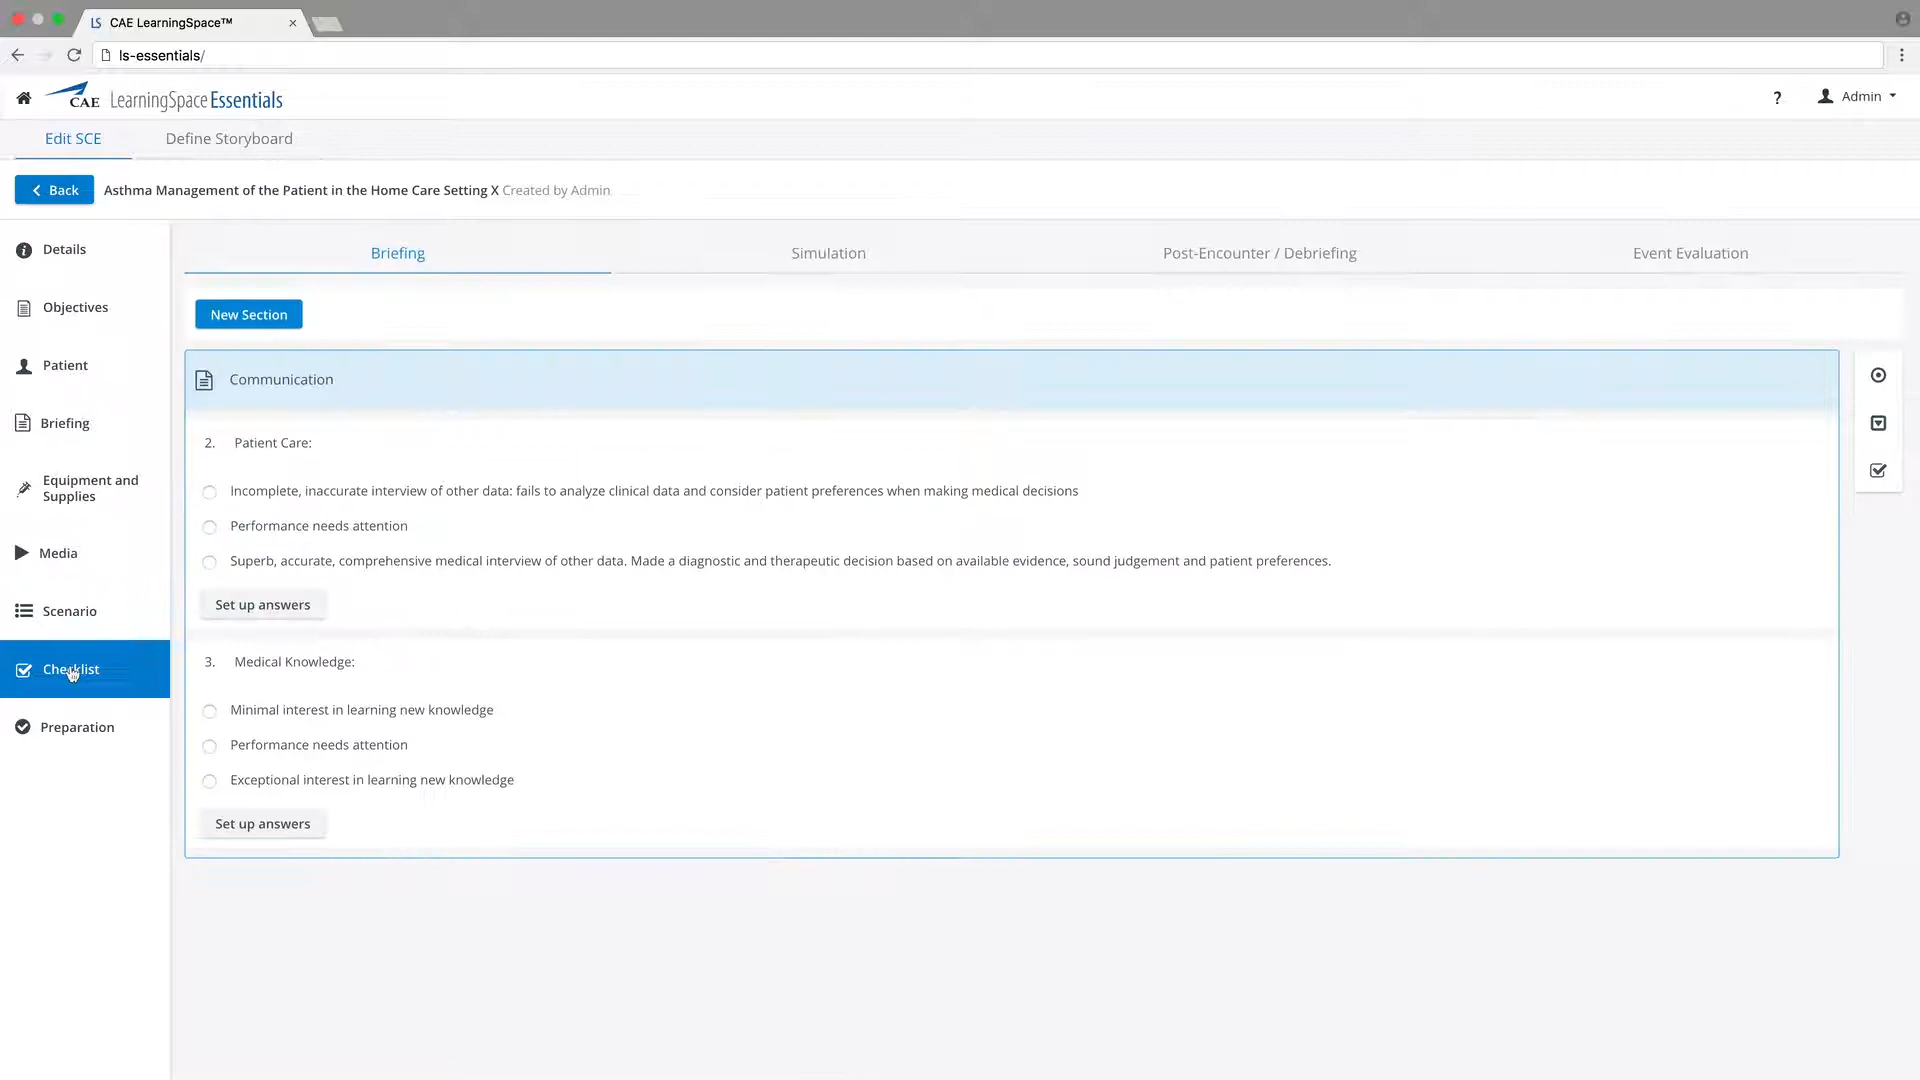 LS CAE LearningSpace™
ls-essentials/
CAE LearningSpace Essentials
? Admin
Edit SCE Define Storyboard
Back Asthma Management of the Patient in the Home Care Setting X Created by Admin
Details
Objectives
Patient
Briefing
Equipment and
Supplies
Media
Scenario
Checklist
Preparation
Briefing Simulation Post-Encounter / Debriefing Event Evaluation
New Section
Communication
2. Patient Care:
Incomplete, inaccurate interview of other data: fails to analyze clinical data and consider patient preferences when making medical decisions
Performance needs attention
Superb, accurate, comprehensive medical interview of other data. Made a diagnostic and therapeutic decision based on available evidence, sound judgement and patient preferences.
Set up answers
3. Medical Knowledge:
Minimal interest in learning new knowledge
Performance needs attention
Exceptional interest in learning new knowledge
Set up answers